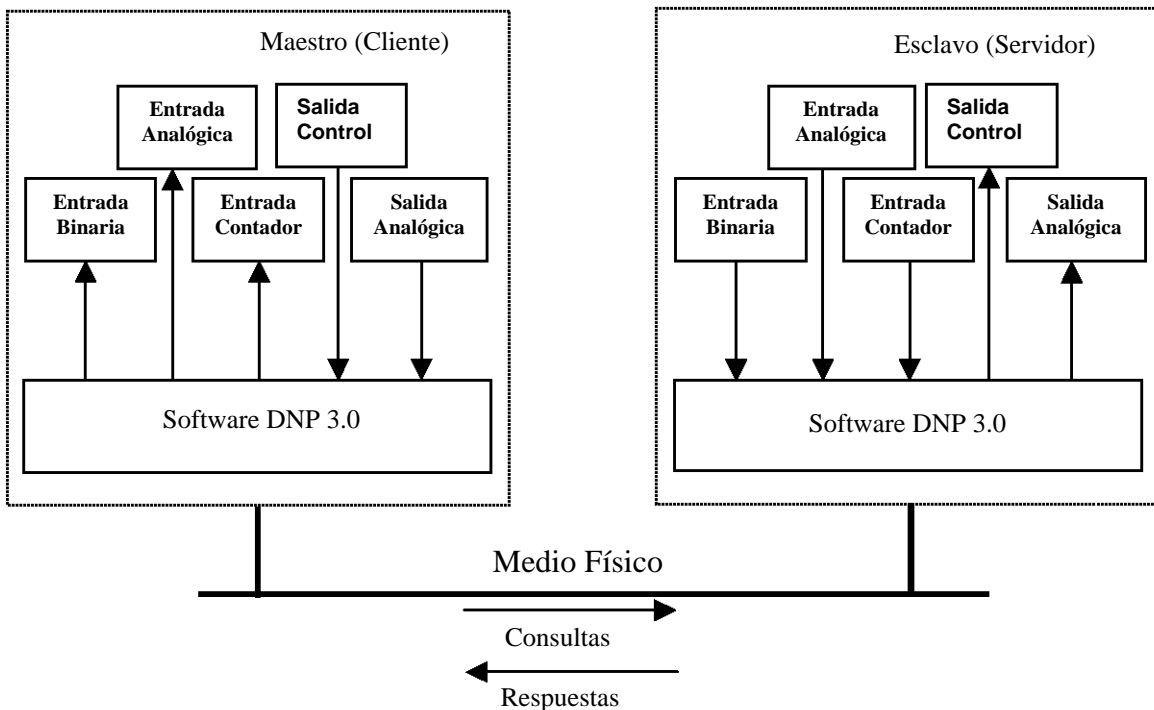 Maestro (Cliente)
Entrada
Analógica
Salida
Control
Entrada
Binaria
Entrada
Contador
Salida
Analógica
Software DNP 3.0
Esclavo (Servidor)
Entrada
Analógica
Salida
Control
Entrada
Binaria
Entrada
Contador
Salida
Analógica
Software DNP 3.0
Medio Físico
Consultas
Respuestas